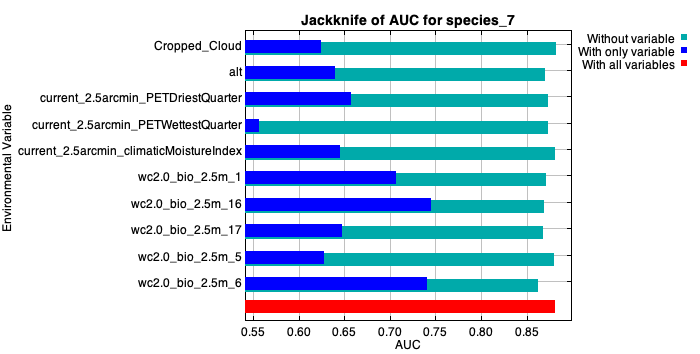 Jackknife of AUC for species_7
Without variable
With only variable
With all variables
Environmental Variable
Cropped_Cloud
alt
current_2.5arcmin_PETDriestQuarter
current_2.5arcmin_PETWettestQuarter
current_2.5arcmin_climaticMoistureIndex
wc2.0_bio_2.5m_1
wc2.0_bio_2.5m_16
wc2.0_bio_2.5m_17
wc2.0_bio_2.5m_5
wc2.0_bio_2.5m_6
0.55 0.60 0.65 0.70 0.75 0.80 0.85
AUC